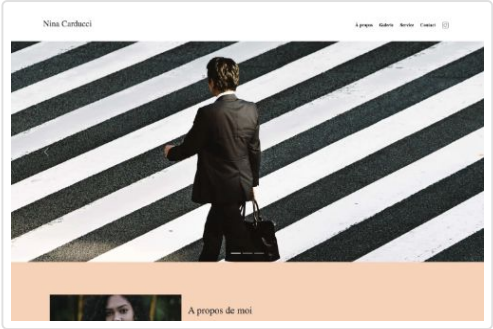 Nina Carducci
À propos Galerie Service Contact
A propos de moi